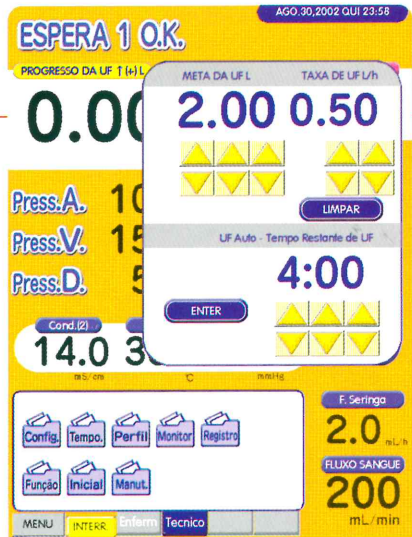 AGO.30,2002 QUI 23:58
ESPERA 1 O.K.
PROGRESSO DA UF ↑ (+) L
META DA UF L TAXA DE UF L/h
0.00
2.00 0.50
LIMPAR
Press.A. 10
Press.V. 15
Press.D. 5
UF Auto - Tempo Restante de UF
4:00
ENTER
Cond.(2)
14.0 3
mS/cm °C mmHg
F. Seringa
2.0 mL/h
Config. Tempo. Perfil Monitor Registro
Função Inicial Manut.
FLUXO SANGUE
200
mL/min
MENU INTERR. Enferm Tecnico